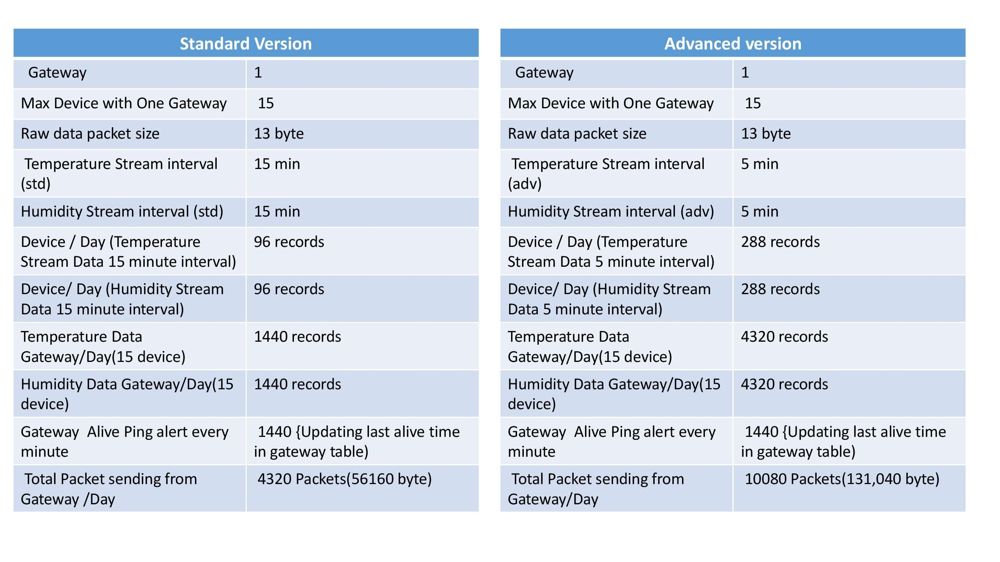 Standard Version
Gateway 1
Max Device with One Gateway 15
Raw data packet size 13 byte
Temperature Stream interval 15 min
(std)
Humidity Stream interval (std) 15 min
Device / Day (Temperature 96 records
Stream Data 15 minute interval)
Device/ Day (Humidity Stream 96 records
Data 15 minute interval)
Temperature Data 1440 records
Gateway/Day(15 device)
Humidity Data Gateway/Day(15 1440 records
device)
Gateway  Alive Ping alert every 1440 {Updating last alive time
minute in gateway table)
Total Packet sending from 4320 Packets(56160 byte)
Gateway /Day
Advanced version
Gateway 1
Max Device with One Gateway 15
Raw data packet size 13 byte
Temperature Stream interval 5 min
(adv)
Humidity Stream interval (adv) 5 min
Device / Day (Temperature 288 records
Stream Data 5 minute interval)
Device/ Day (Humidity Stream 288 records
Data 5 minute interval)
Temperature Data 4320 records
Gateway/Day(15 device)
Humidity Data Gateway/Day(15 4320 records
device)
Gateway  Alive Ping alert every 1440 {Updating last alive time
minute in gateway table)
Total Packet sending from 10080 Packets(131,040 byte)
Gateway/Day